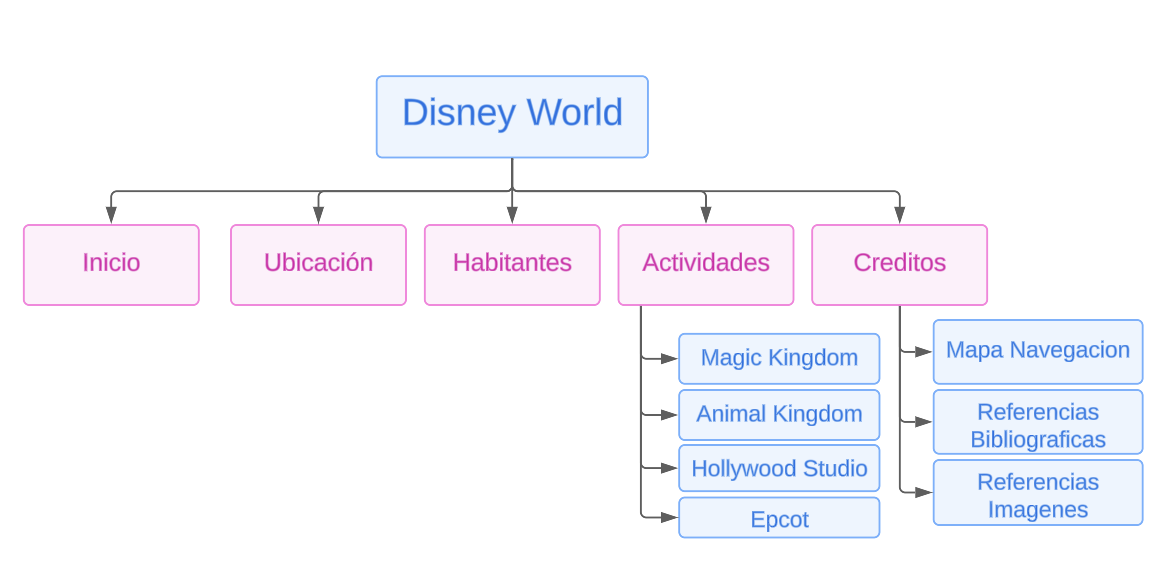 Disney World
Inicio
Ubicación
Habitantes
Actividades
Creditos
Magic Kingdom
Animal Kingdom
Hollywood Studio
Epcot
Mapa Navegacion
Referencias
Bibliograficas
Referencias
Imagenes